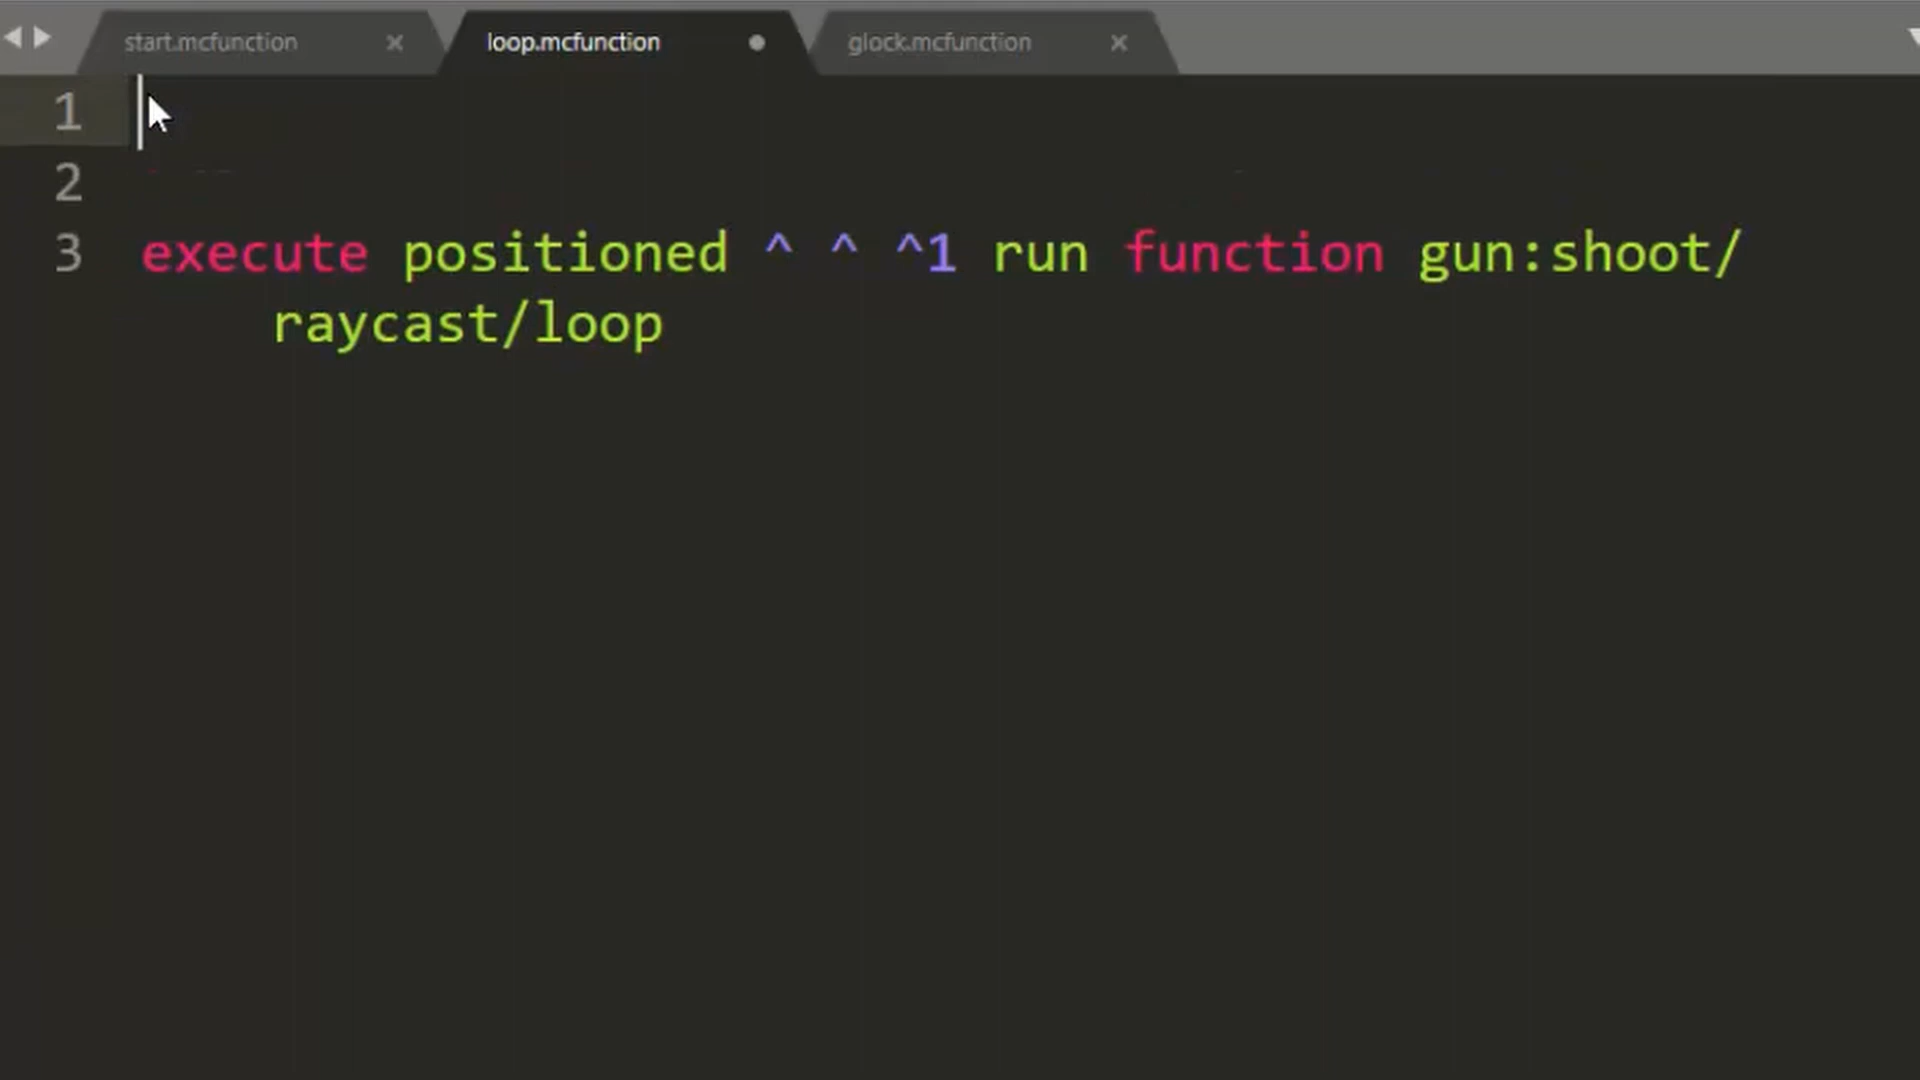 start.mcfunction × loop.mcfunction glock.mcfunction ×
1
2
3 execute positioned ^ ^ ^1 run function gun:shoot/
raycast/loop